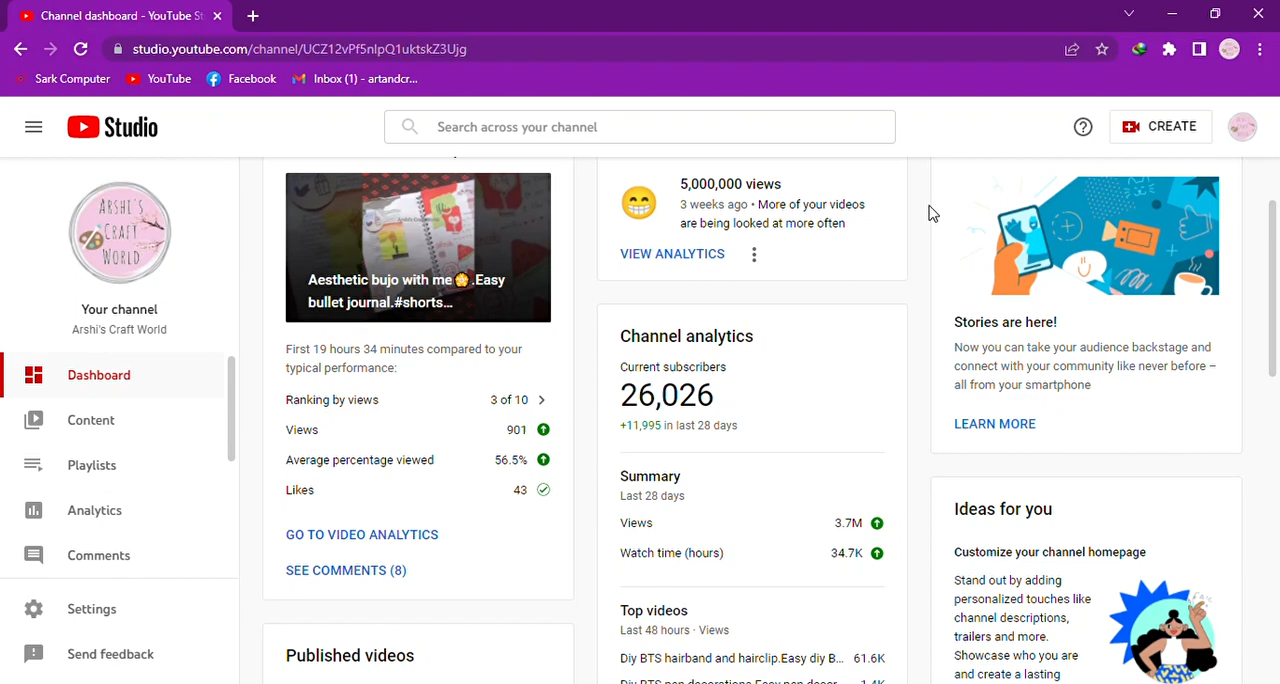 Channel dashboard - YouTube St
studio.youtube.com/channel/UCZ12vPf5nlpQ1uktskZ3Ujg
Sark Computer
YouTube
Facebook
Inbox (1) - artandcr...
Studio
Search across your channel
CREATE
ARSHI'S
CRAFT
WORLD
Your channel
Arshi's Craft World
Dashboard
Content
Playlists
Analytics
Comments
Settings
Send feedback
Aesthetic bujo with me🌼.Easy
bullet journal.#shorts...
First 19 hours 34 minutes compared to your
typical performance:
Ranking by views 3 of 10
Views 901
Average percentage viewed 56.5%
Likes 43
GO TO VIDEO ANALYTICS
SEE COMMENTS (8)
Published videos
5,000,000 views
3 weeks ago • More of your videos
are being looked at more often
VIEW ANALYTICS
Channel analytics
Current subscribers
26,026
+11,995 in last 28 days
Summary
Last 28 days
Views 3.7M
Watch time (hours) 34.7K
Top videos
Last 48 hours · Views
Diy BTS hairband and hairclip.Easy diy B... 61.6K
Stories are here!
Now you can take your audience backstage and
connect with your community like never before –
all from your smartphone
LEARN MORE
Ideas for you
Customize your channel homepage
Stand out by adding
personalized touches like
channel descriptions,
trailers and more.
Showcase who you are
and create a lasting